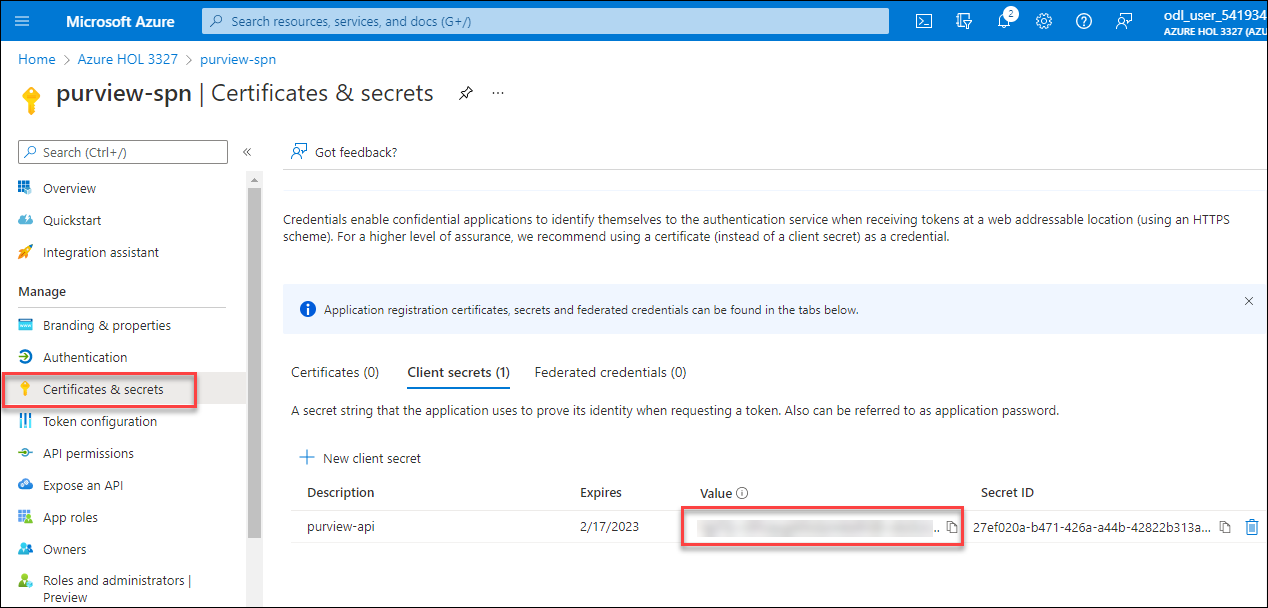 Microsoft Azure
Search resources, services, and docs (G+/)
2
odl_user_541934
AZURE HOL 3327 (AZU
Home > Azure HOL 3327 > purview-spn
purview-spn | Certificates & secrets
...
Search (Ctrl+/)
«
Overview
Quickstart
Integration assistant
Manage
Branding & properties
Authentication
Certificates & secrets
Token configuration
API permissions
Expose an API
App roles
Owners
Roles and administrators |
Preview
Got feedback?
Credentials enable confidential applications to identify themselves to the authentication service when receiving tokens at a web addressable location (using an HTTPS
scheme). For a higher level of assurance, we recommend using a certificate (instead of a client secret) as a credential.
Application registration certificates, secrets and federated credentials can be found in the tabs below.
Certificates (0) Client secrets (1) Federated credentials (0)
A secret string that the application uses to prove its identity when requesting a token. Also can be referred to as application password.
New client secret
Description Expires Value Secret ID
purview-api 2/17/2023 .. 27ef020a-b471-426a-a44b-42822b313a...